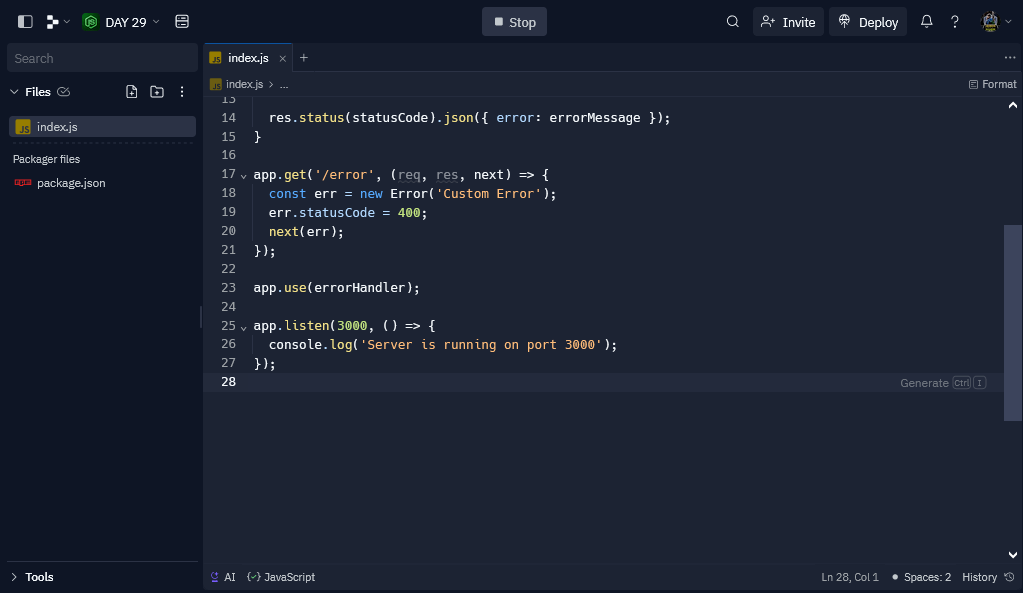 DAY 29
Stop
Invite
Deploy
Search
index.js
Files
index.js > ...
Format
index.js
Packager files
package.json
13
14 res.status(statusCode).json({ error: errorMessage });
15 }
16
17 app.get('/error', (req, res, next) => {
18 const err = new Error('Custom Error');
19 err.statusCode = 400;
20 next(err);
21 });
22
23 app.use(errorHandler);
24
25 app.listen(3000, () => {
26 console.log('Server is running on port 3000');
27 });
28 Generate Ctrl I
Tools
AI JavaScript
Ln 28, Col 1 Spaces: 2 History